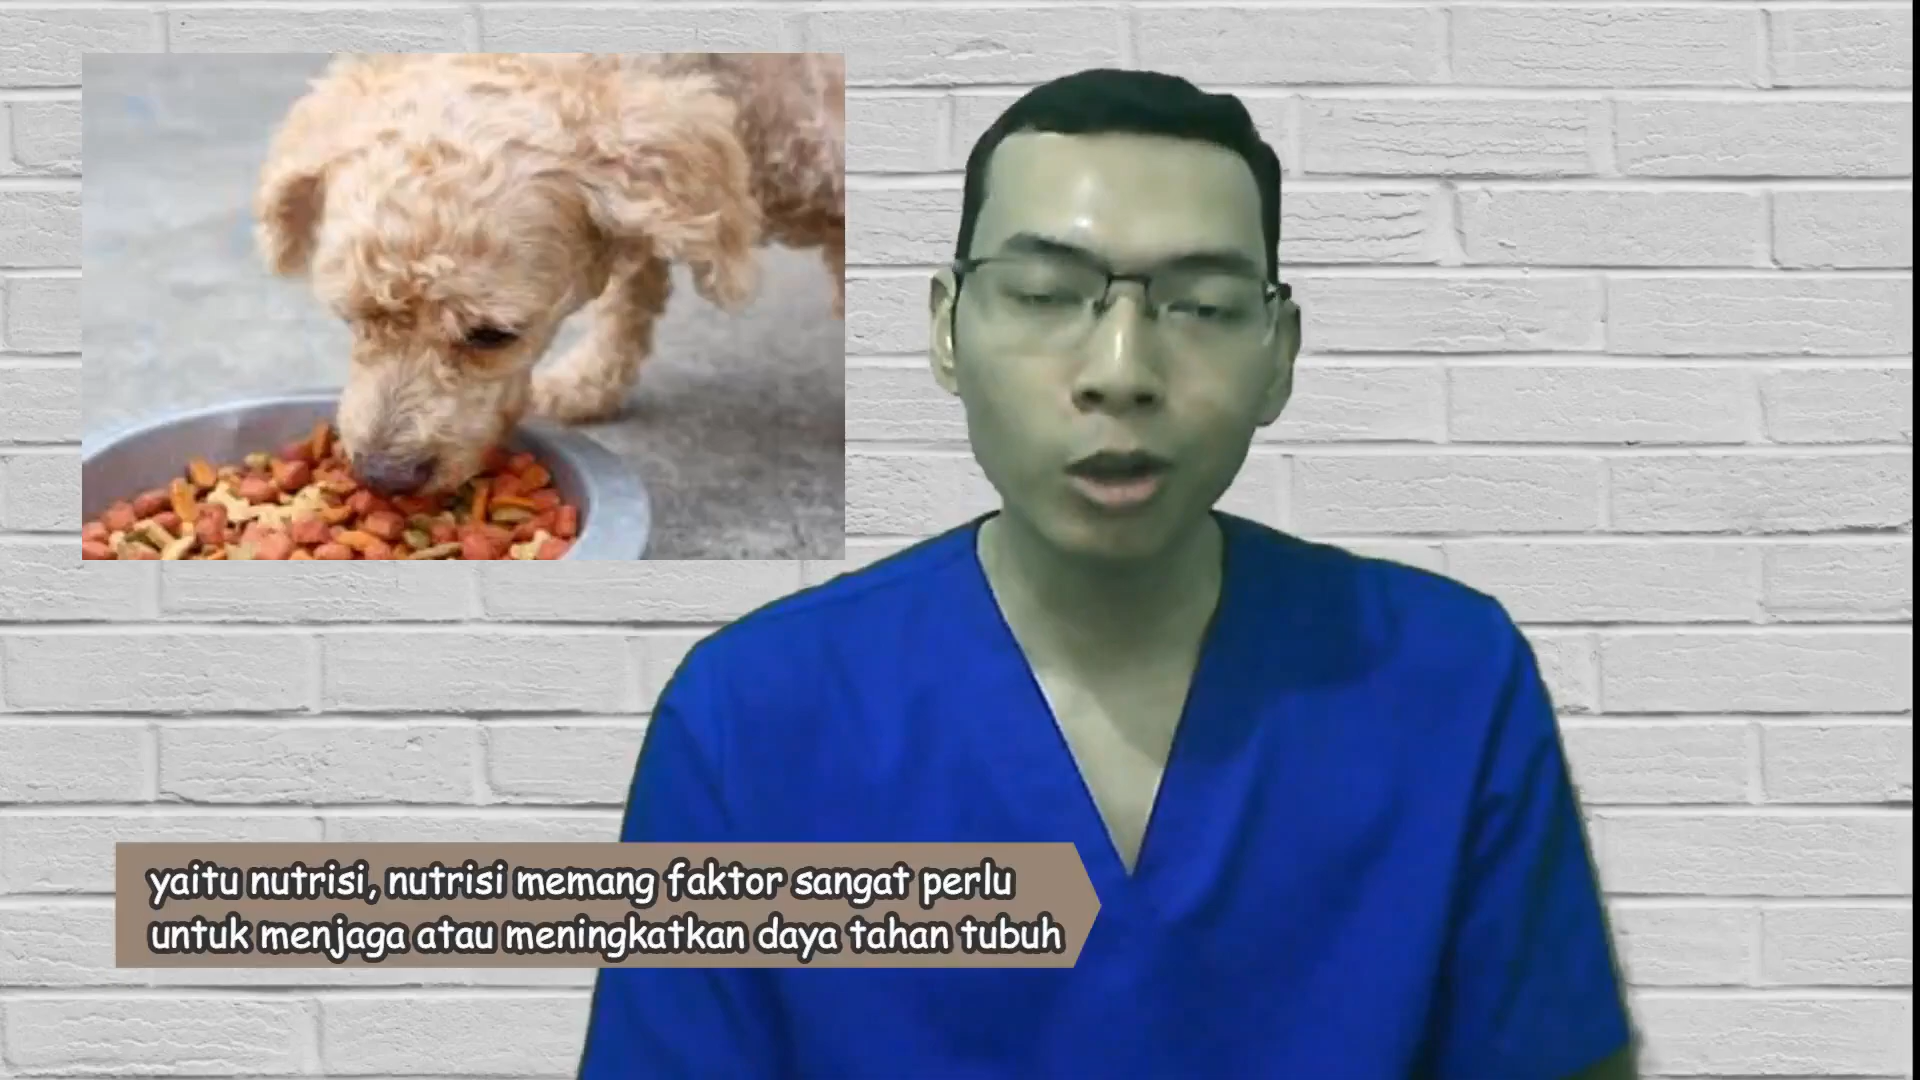 yaitu nutrisi, nutrisi memang faktor sangat perlu
untuk menjaga atau meningkatkan daya tahan tubuh